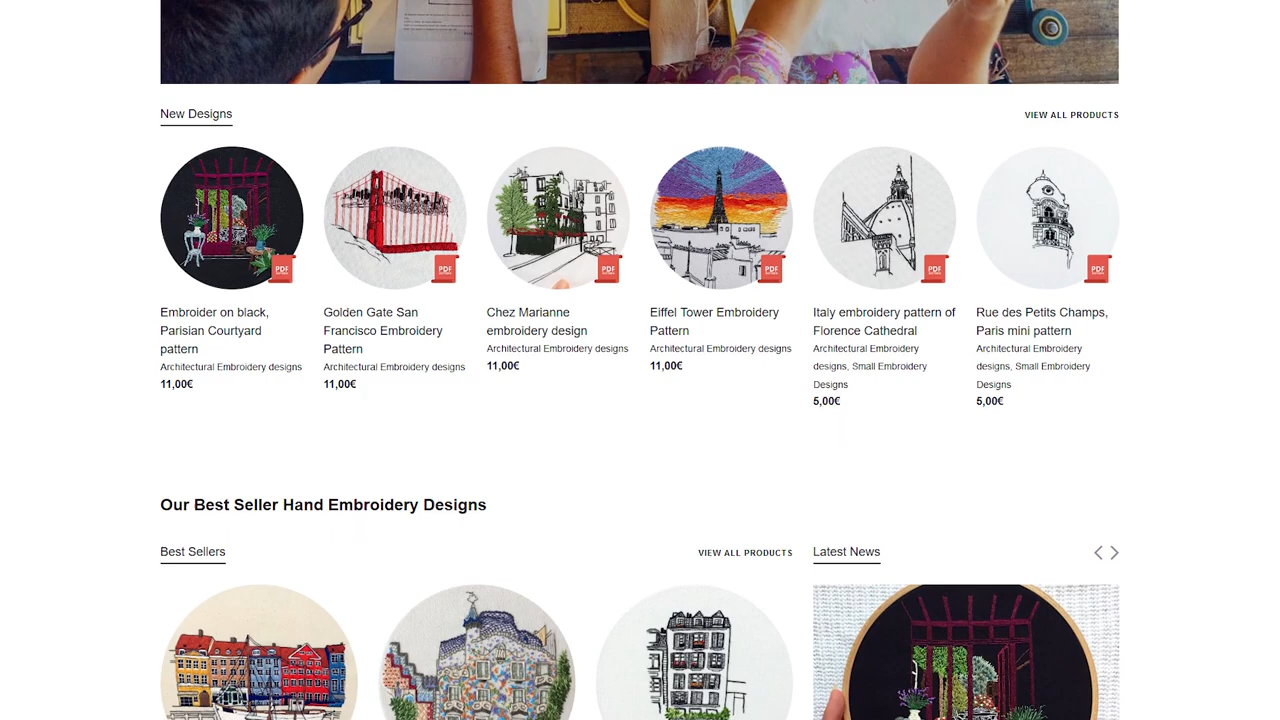 New Designs
VIEW ALL PRODUCTS
PDF
PDF
PDF
PDF
PDF
PDF
Embroider on black,
Parisian Courtyard
pattern
Architectural Embroidery designs
11,00€
Golden Gate San
Francisco Embroidery
Pattern
Architectural Embroidery designs
11,00€
Chez Marianne
embroidery design
Architectural Embroidery designs
11,00€
Eiffel Tower Embroidery
Pattern
Architectural Embroidery designs
11,00€
Italy embroidery pattern of
Florence Cathedral
Architectural Embroidery
designs, Small Embroidery
Designs
5,00€
Rue des Petits Champs,
Paris mini pattern
Architectural Embroidery
designs, Small Embroidery
Designs
5,00€
Our Best Seller Hand Embroidery Designs
Best Sellers
VIEW ALL PRODUCTS
Latest News